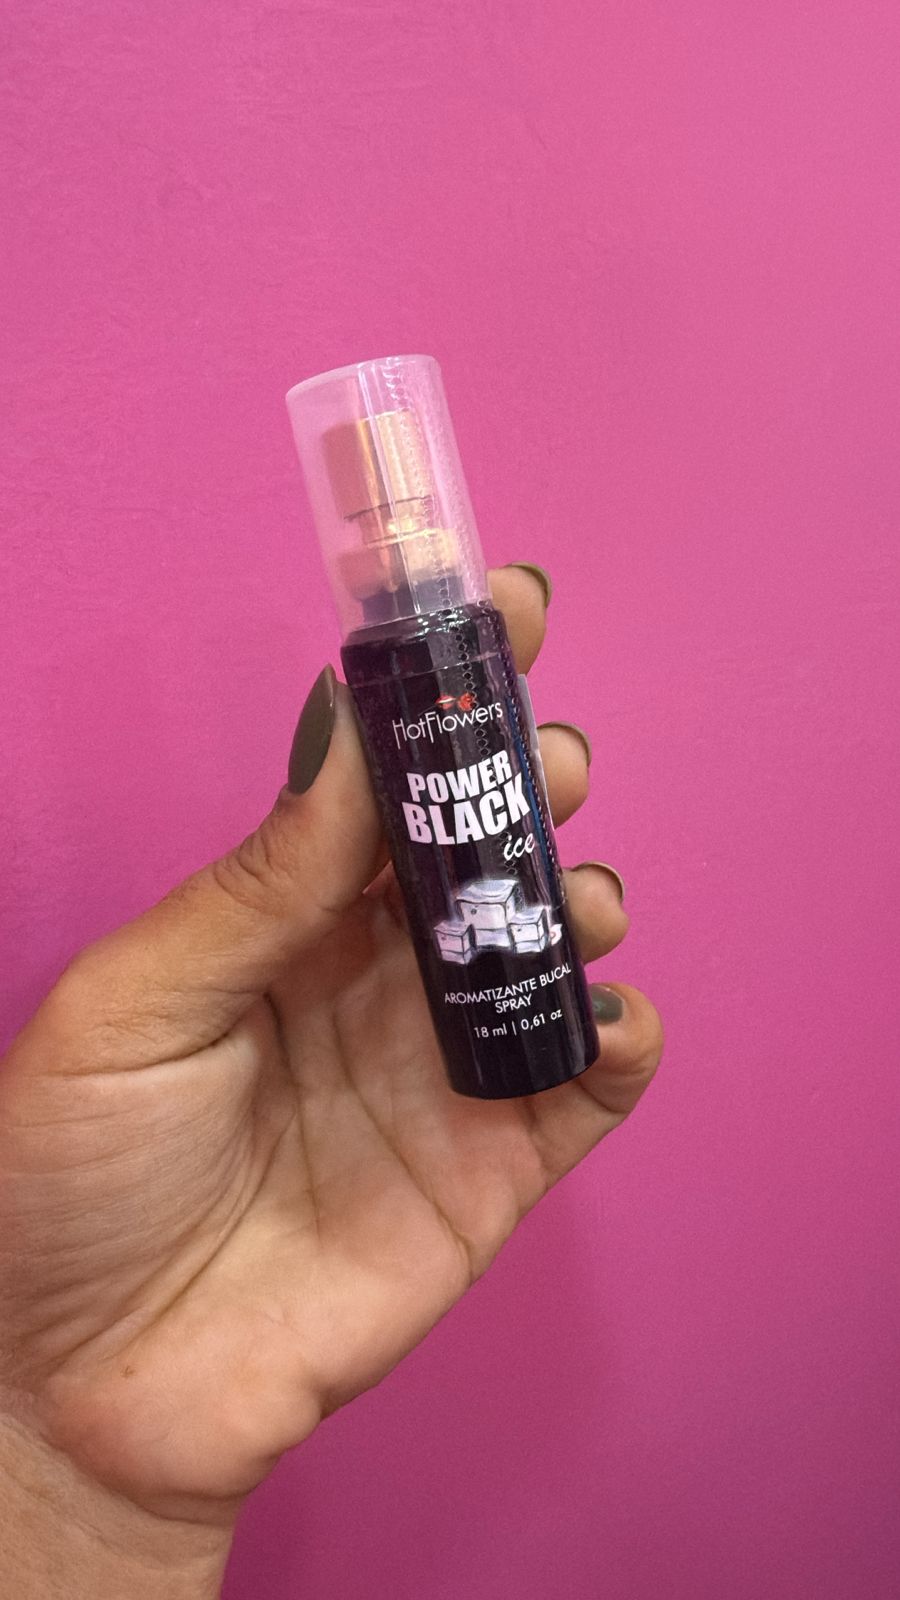 HotFlowers
POWER
BLACK
ice
AROMATIZANTE BUCAL
SPRAY
18 ml | 0,61 oz